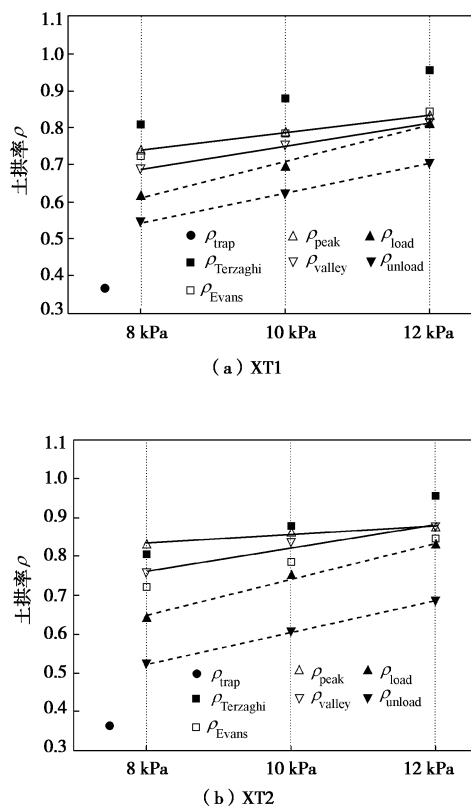 1.1
1.0
0.9
0.8
0.7
0.6
0.5
0.4
0.3
土拱率ρ
ρtrap
ρTerzaghi
ρEvans
ρpeak
ρvalley
ρload
ρunload
8 kPa 10 kPa 12 kPa
(a) XT1
1.1
1.0
0.9
0.8
0.7
0.6
0.5
0.4
0.3
土拱率ρ
ρtrap
ρTerzaghi
ρEvans
ρpeak
ρvalley
ρload
ρunload
8 kPa 10 kPa 12 kPa
(b) XT2